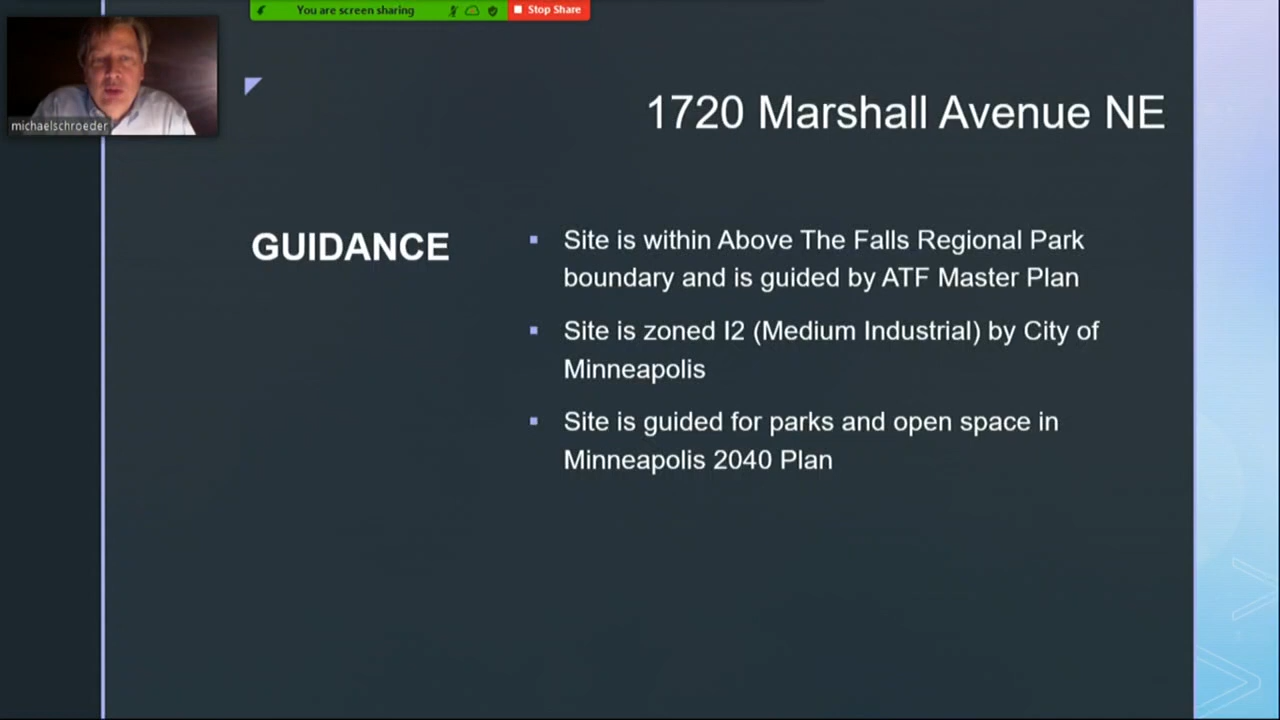 You are screen sharing
Stop Share
michaelschroeder
1720 Marshall Avenue NE
GUIDANCE
▪ Site is within Above The Falls Regional Park
boundary and is guided by ATF Master Plan
▪ Site is zoned I2 (Medium Industrial) by City of
Minneapolis
▪ Site is guided for parks and open space in
Minneapolis 2040 Plan